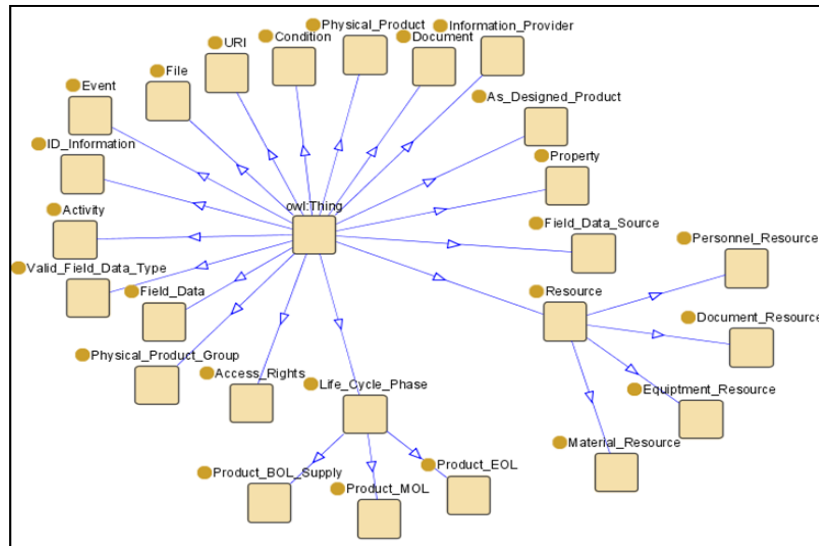 Physical_Product
Information_Provider
URI
Condition
Document
File
Event
As_Designed_Product
ID_Information
Property
owl:Thing
Activity
Field_Data_Source
Personnel_Resource
Valid_Field_Data_Type
Field_Data
Resource
Document_Resource
Physical_Product_Group
Access_Rights
Life_Cycle_Phase
Equiptment_Resource
Material_Resource
Product_BOL_Supply
Product_EOL
Product_MOL